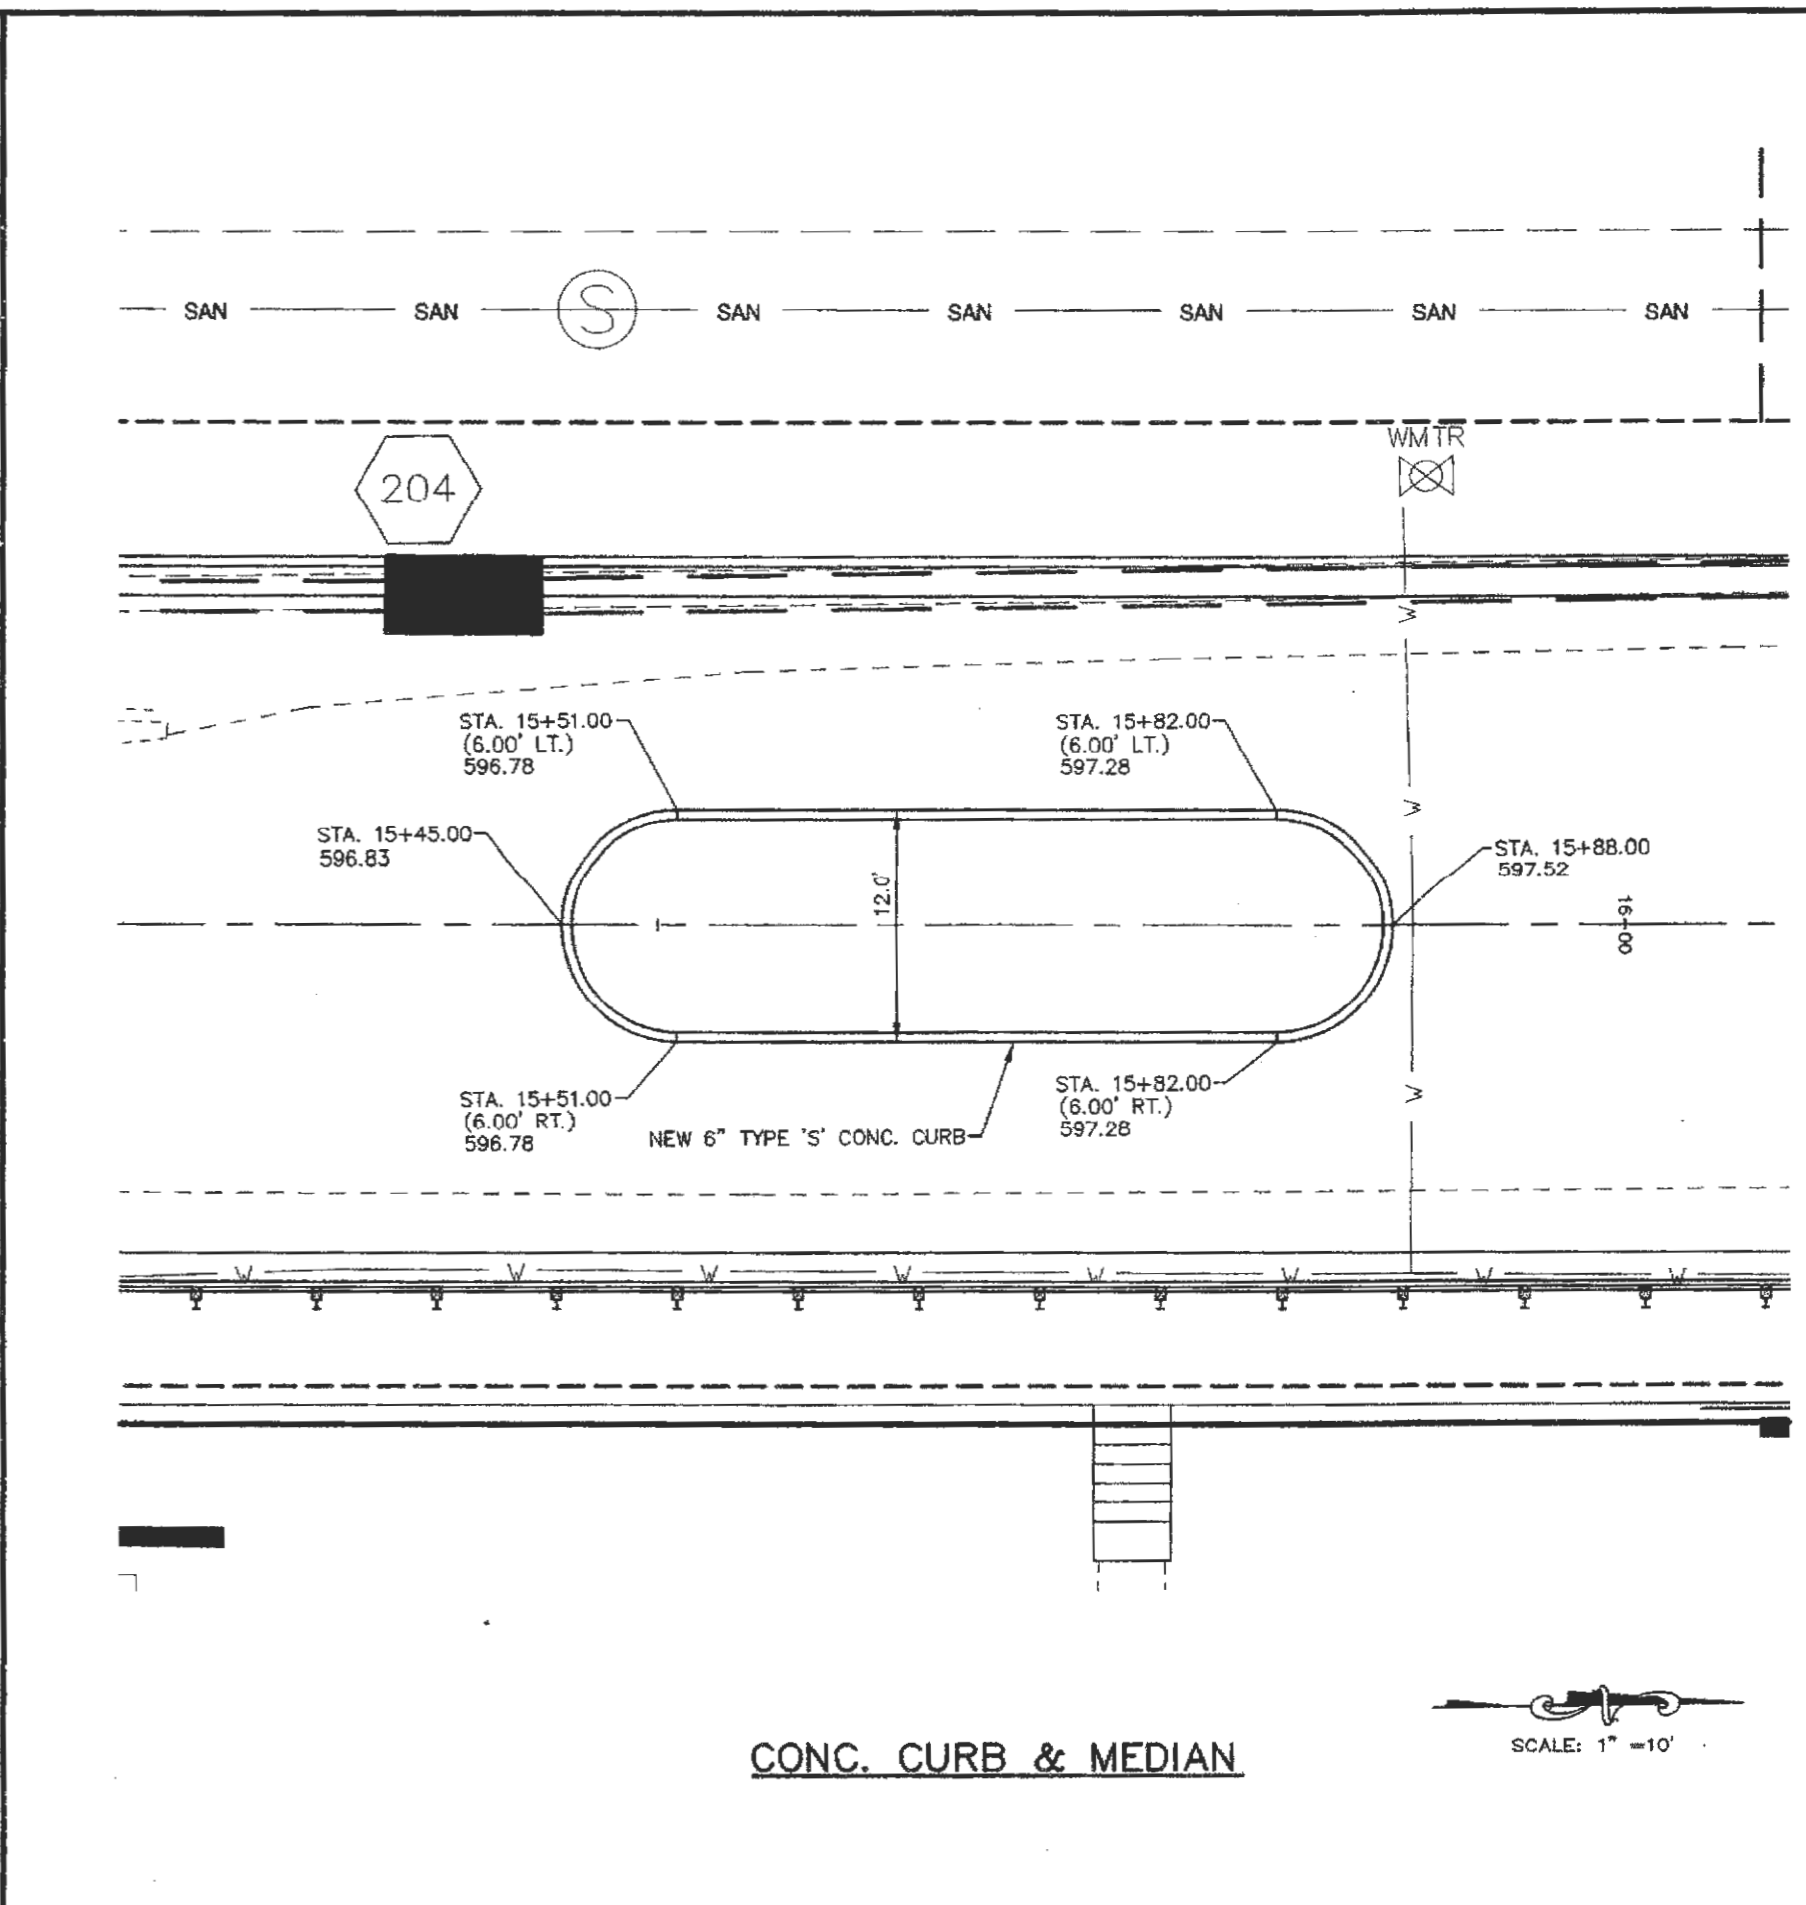 SAN SAN S SAN SAN SAN SAN SAN
WMTR
204
W
STA. 15+51.00
(6.00' LT.)
596.78
STA. 15+82.00
(6.00' LT.)
597.28
W
STA. 15+45.00
596.83
12.0'
STA. 15+88.00
597.52
16+00
STA. 15+51.00
(6.00' RT.)
596.78
NEW 6" TYPE 'S' CONC. CURB
STA. 15+82.00
(6.00' RT.)
597.28
W
W W W W W W W W
CONC. CURB & MEDIAN
SCALE: 1" =10'